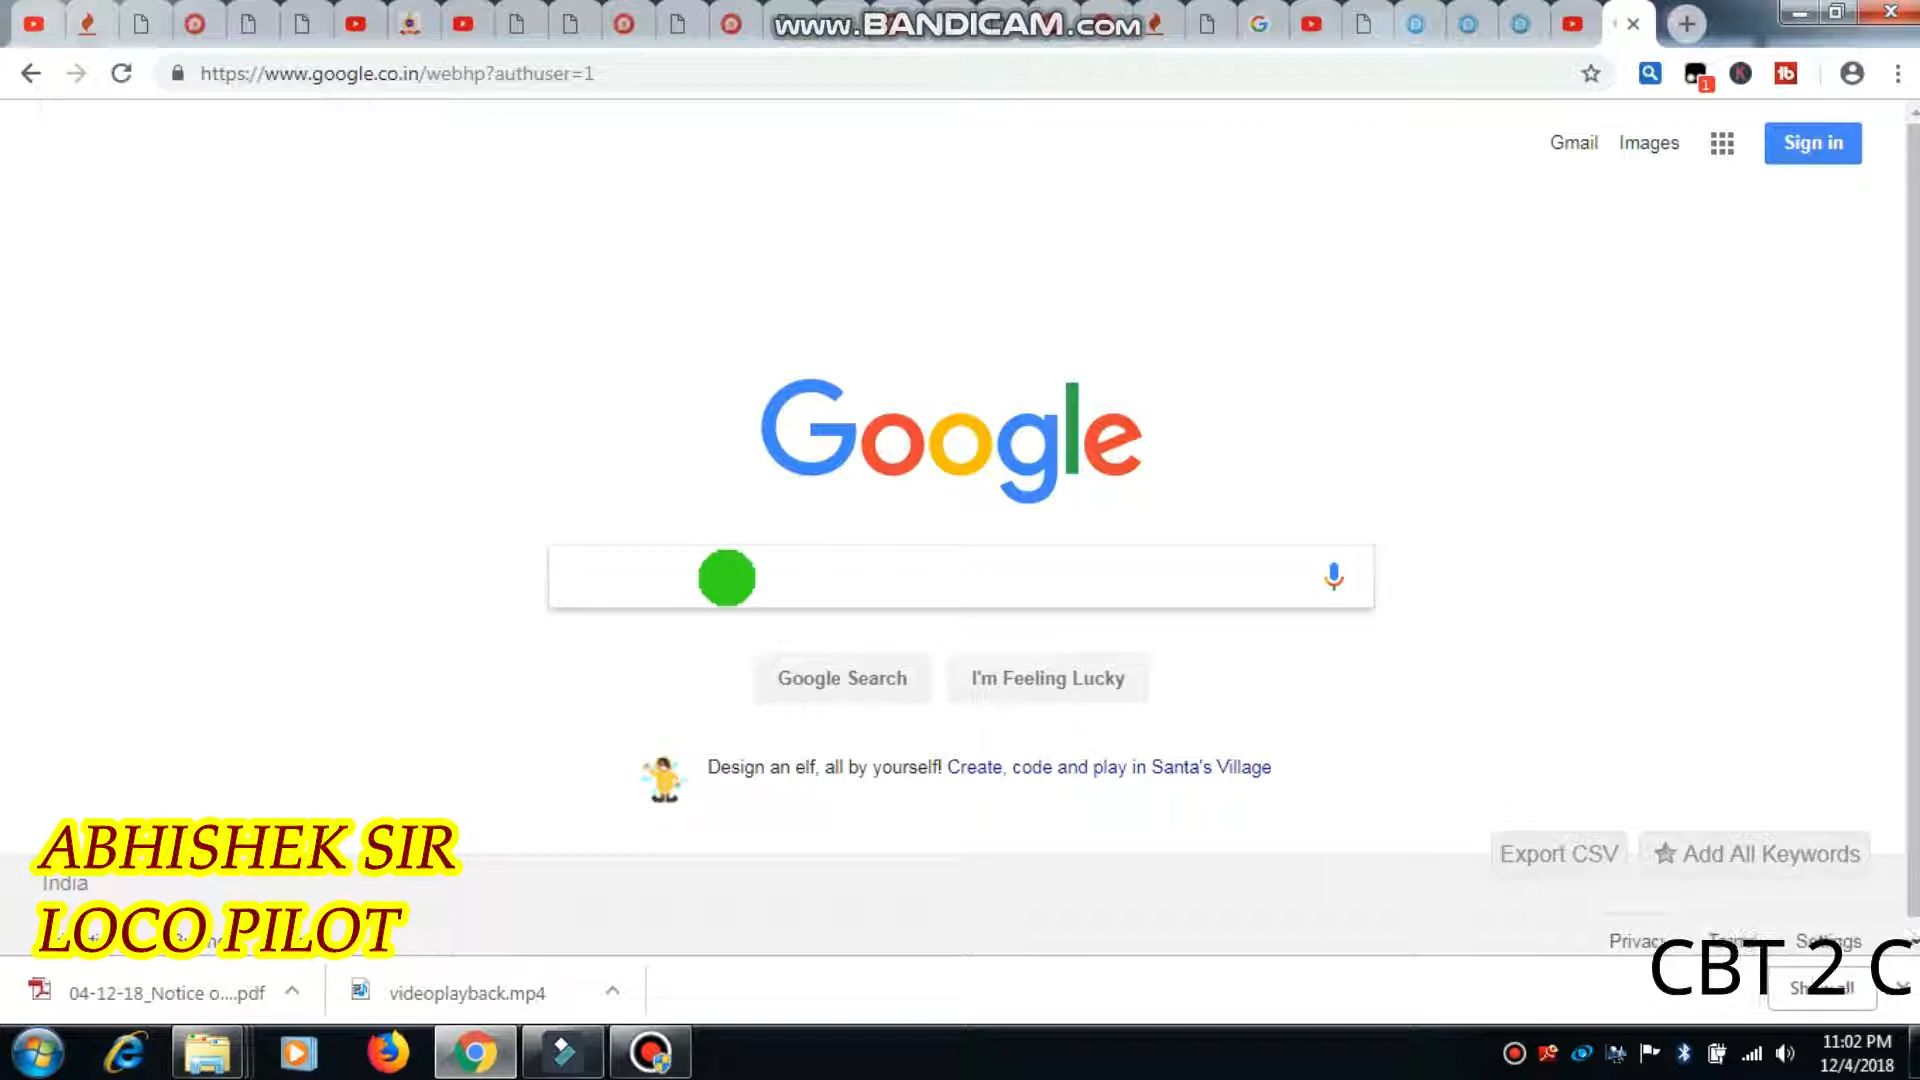 www.BANDICAM.com
https://www.google.co.in/webhp?authuser=1
1
Gmail Images Sign in
Google
Google Search I'm Feeling Lucky
Design an elf, all by yourself! Create, code and play in Santa's Village
Export CSV Add All Keywords
ABHISHEK SIR
India
LOCO PILOT
Settings
CBT 2 C
04-12-18_Notice o....pdf videoplayback.mp4
11:02 PM
12/4/2018